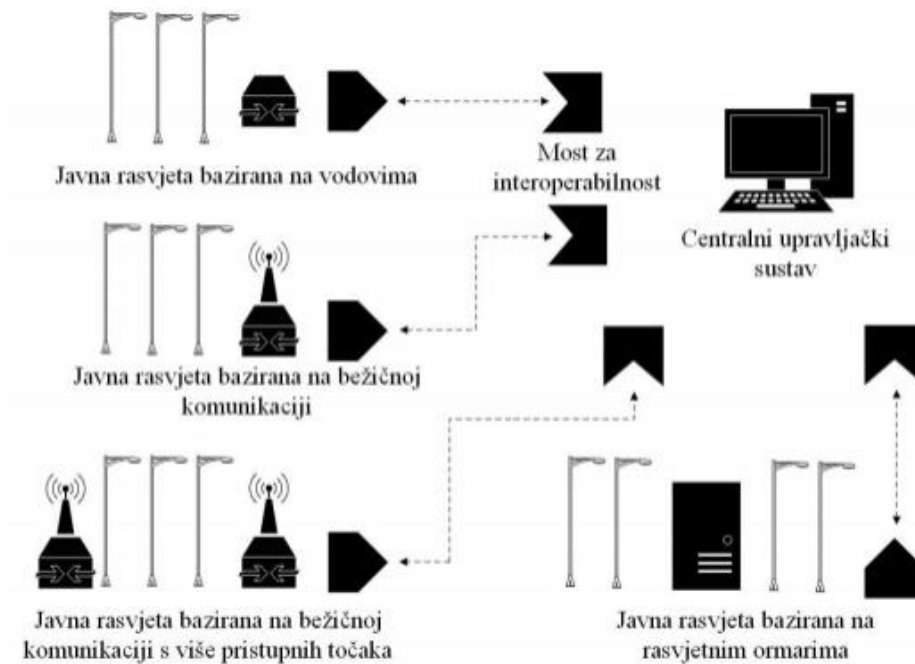 Javna rasvjeta bazirana na vodovima
Most za
interoperabilnost
Centralni upravljački
sustav
Javna rasvjeta bazirana na bežičnoj
komunikaciji
Javna rasvjeta bazirana na bežičnoj
komunikaciji s više pristupnih točaka
Javna rasvjeta bazirana na
rasvjetnim ormarima